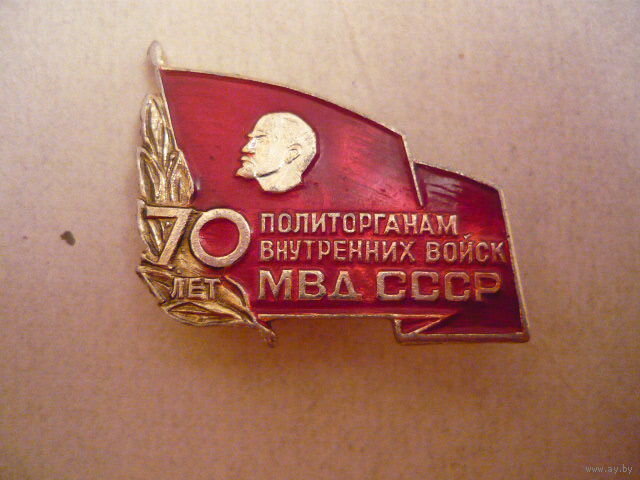 70 ПОЛИТОРГАНАМ
ВНУТРЕННИХ ВОЙСК
ЛЕТ МВД СССР
www.ay.by